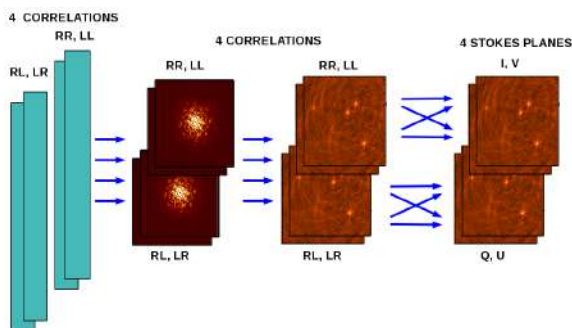 4 CORRELATIONS
RR, LL
RL, LR
4 CORRELATIONS
RR, LL
RR, LL
RL, LR
RL, LR
4 STOKES PLANES
I, V
Q, U